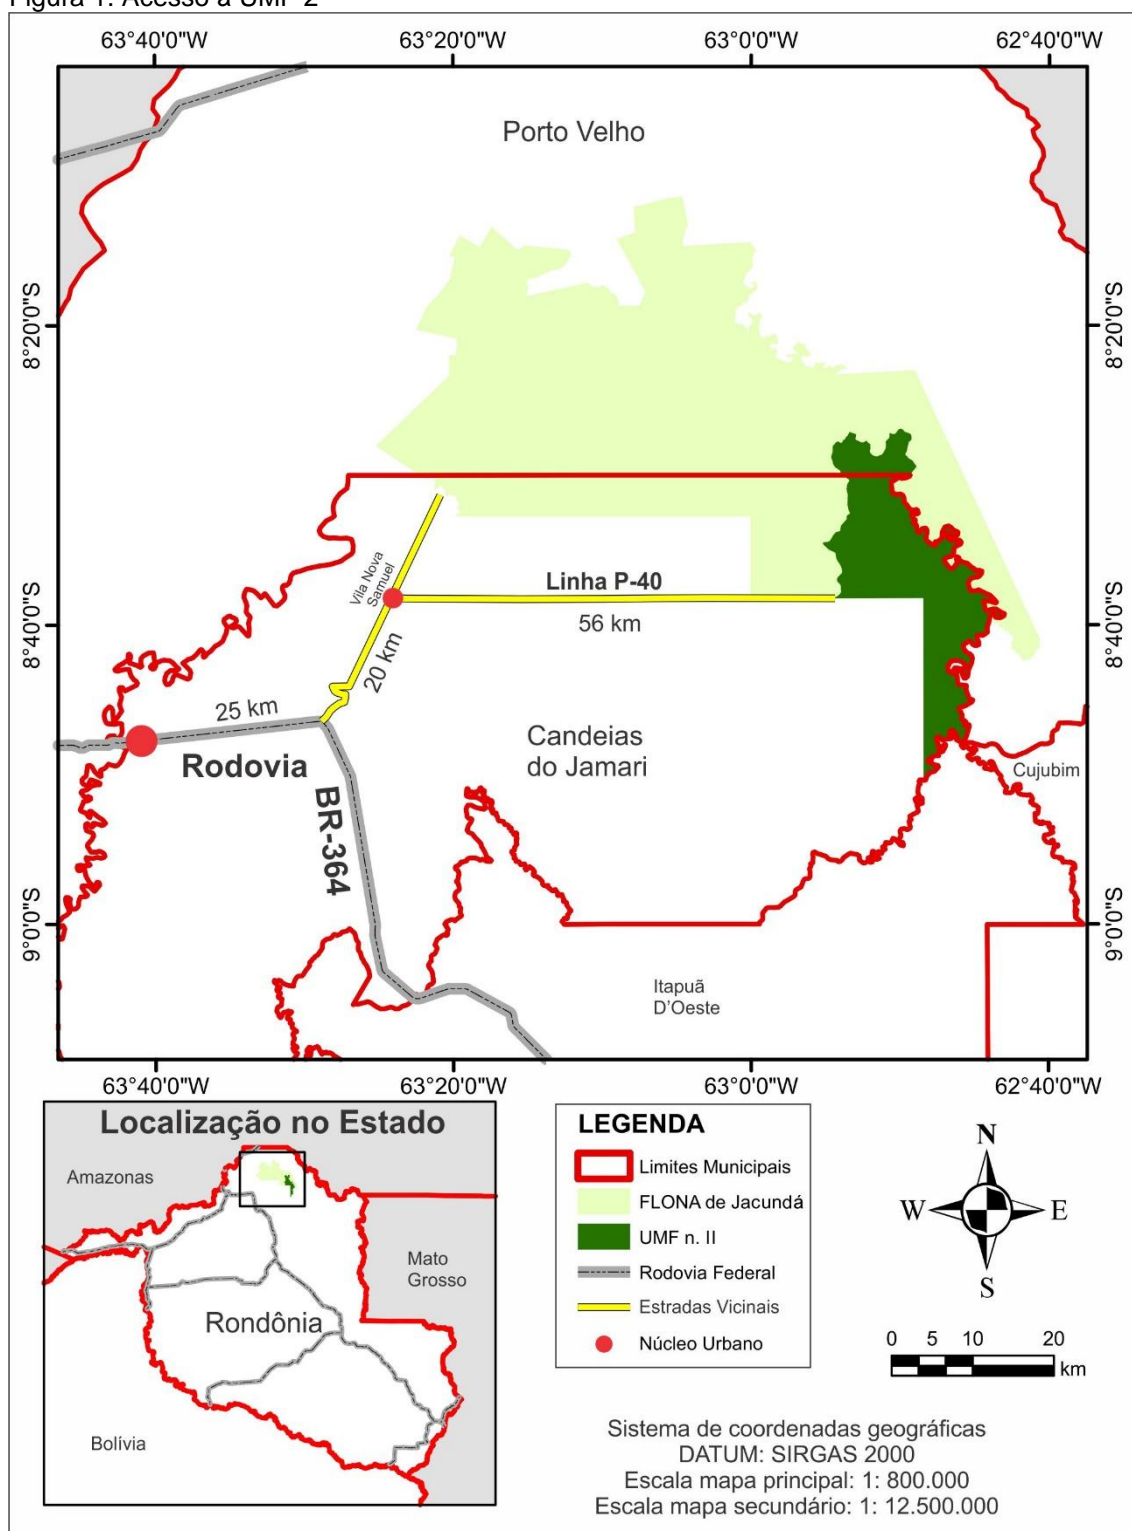 Figura 1: Acesso à UMF 2
63°40'0"W
63°20'0"W
63°0'0"W
62°40'0"W
Porto Velho
8°20'0"S
8°20'0"S
Vila Nova
Samuel
Linha P-40
56 km
8°40'0"S
8°40'0"S
20 km
25 km
Rodovia
BR-364
Candeias
do Jamari
Cujubim
9°0'0"S
9°0'0"S
Itapuã
D'Oeste
63°40'0"W
63°20'0"W
63°0'0"W
62°40'0"W
Localização no Estado
Amazonas
Mato
Grosso
Rondônia
Bolívia
LEGENDA
Limites Municipais
FLONA de Jacundá
UMF n. II
Rodovia Federal
Estradas Vicinais
Núcleo Urbano
N
W
E
S
0 5 10 20
km
Sistema de coordenadas geográficas
DATUM: SIRGAS 2000
Escala mapa principal: 1: 800.000
Escala mapa secundário: 1: 12.500.000